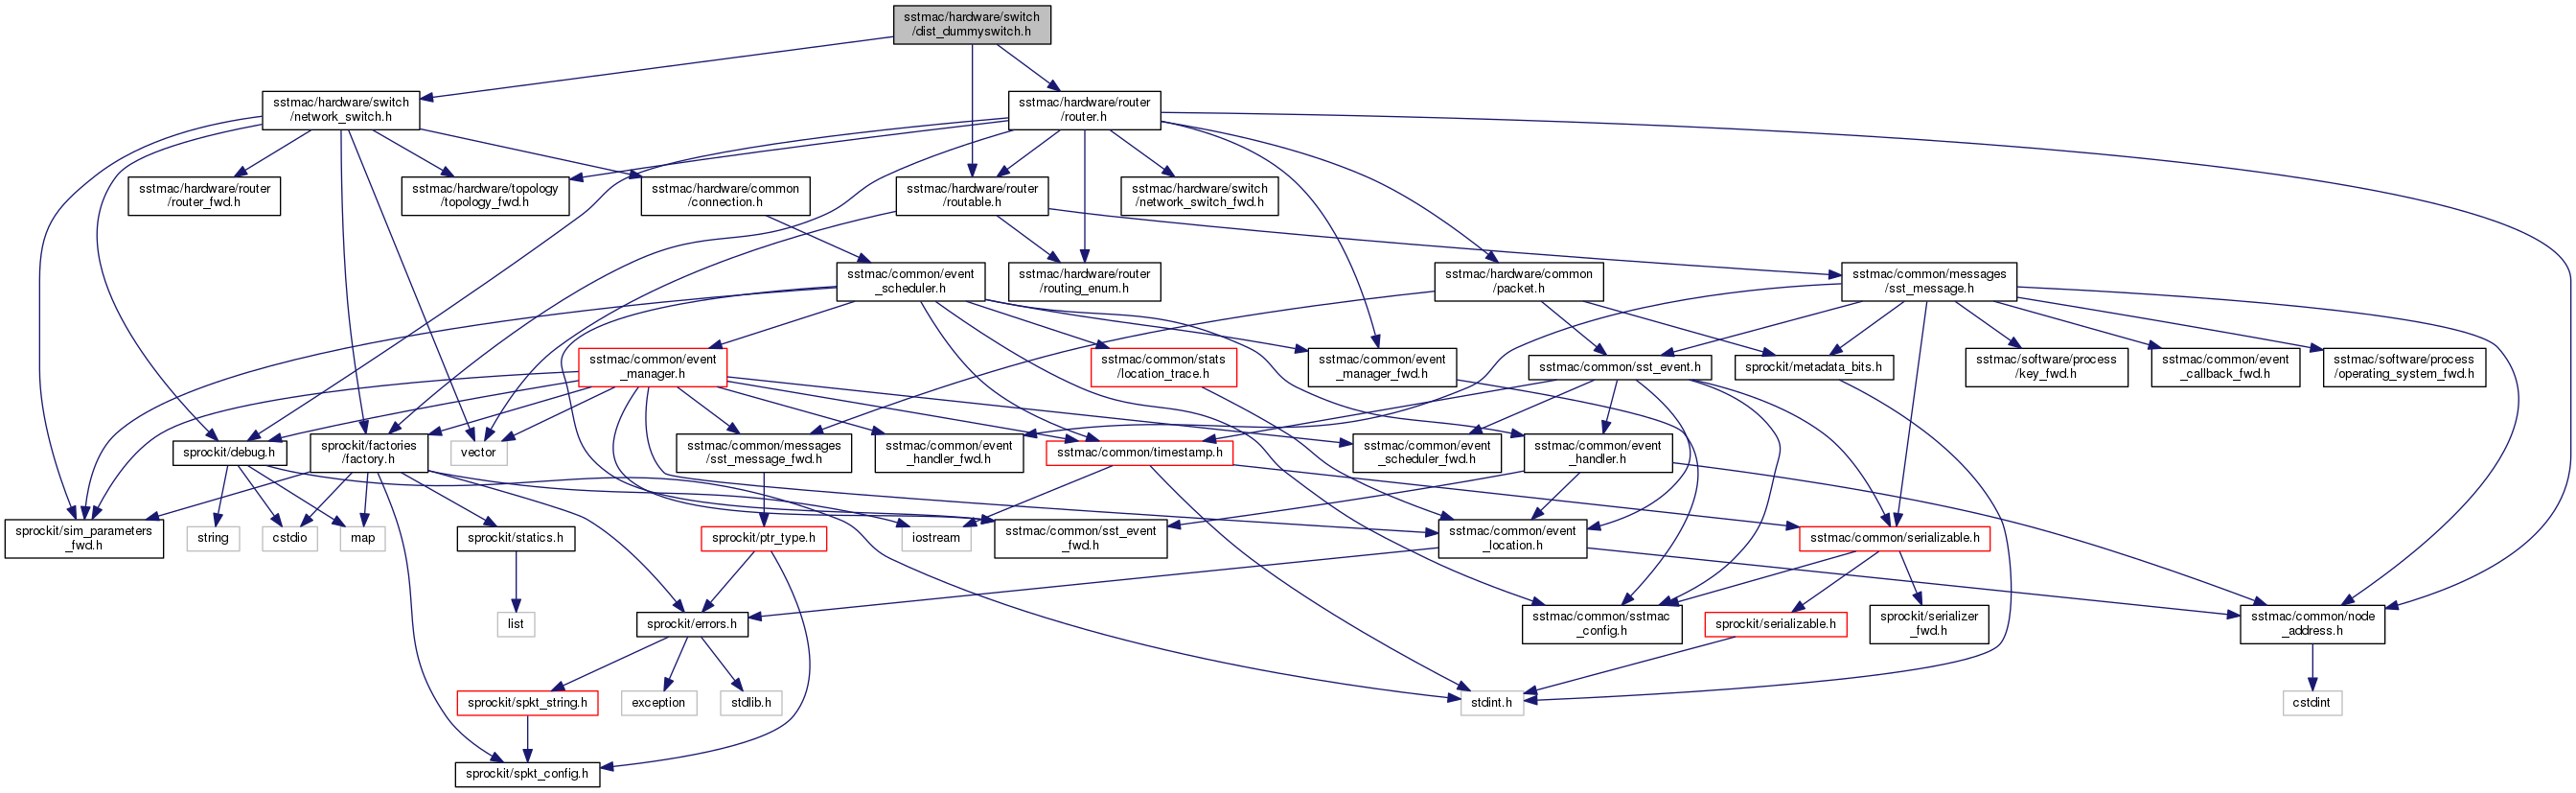 sstmac/hardware/switch
/dist_dummyswitch.h
sstmac/hardware/switch
/network_switch.h
sstmac/hardware/router
/router.h
sstmac/hardware/router
/router_fwd.h
sstmac/hardware/topology
/topology_fwd.h
sstmac/hardware/common
/connection.h
sstmac/hardware/router
/routable.h
sstmac/hardware/switch
/network_switch_fwd.h
sstmac/common/event
_scheduler.h
sstmac/hardware/router
/routing_enum.h
sstmac/hardware/common
/packet.h
sstmac/common/messages
/sst_message.h
sstmac/common/event
_manager.h
sstmac/common/stats
/location_trace.h
sstmac/common/event
_manager_fwd.h
sstmac/common/sst_event.h
sprockit/metadata_bits.h
sstmac/software/process
/key_fwd.h
sstmac/common/event
_callback_fwd.h
sstmac/software/process
/operating_system_fwd.h
sprockit/debug.h
sprockit/factories
/factory.h
vector
sstmac/common/messages
/sst_message_fwd.h
sstmac/common/event
_handler_fwd.h
sstmac/common/timestamp.h
sstmac/common/event
_scheduler_fwd.h
sstmac/common/event
_handler.h
sprockit/sim_parameters
_fwd.h
string
cstdio
map
sprockit/statics.h
sprockit/ptr_type.h
iostream
sstmac/common/sst_event
_fwd.h
sstmac/common/event
_location.h
sstmac/common/serializable.h
list
sprockit/errors.h
sstmac/common/sstmac
_config.h
sprockit/serializable.h
sprockit/serializer
_fwd.h
sstmac/common/node
_address.h
sprockit/spkt_string.h
exception
stdlib.h
stdint.h
cstdint
sprockit/spkt_config.h